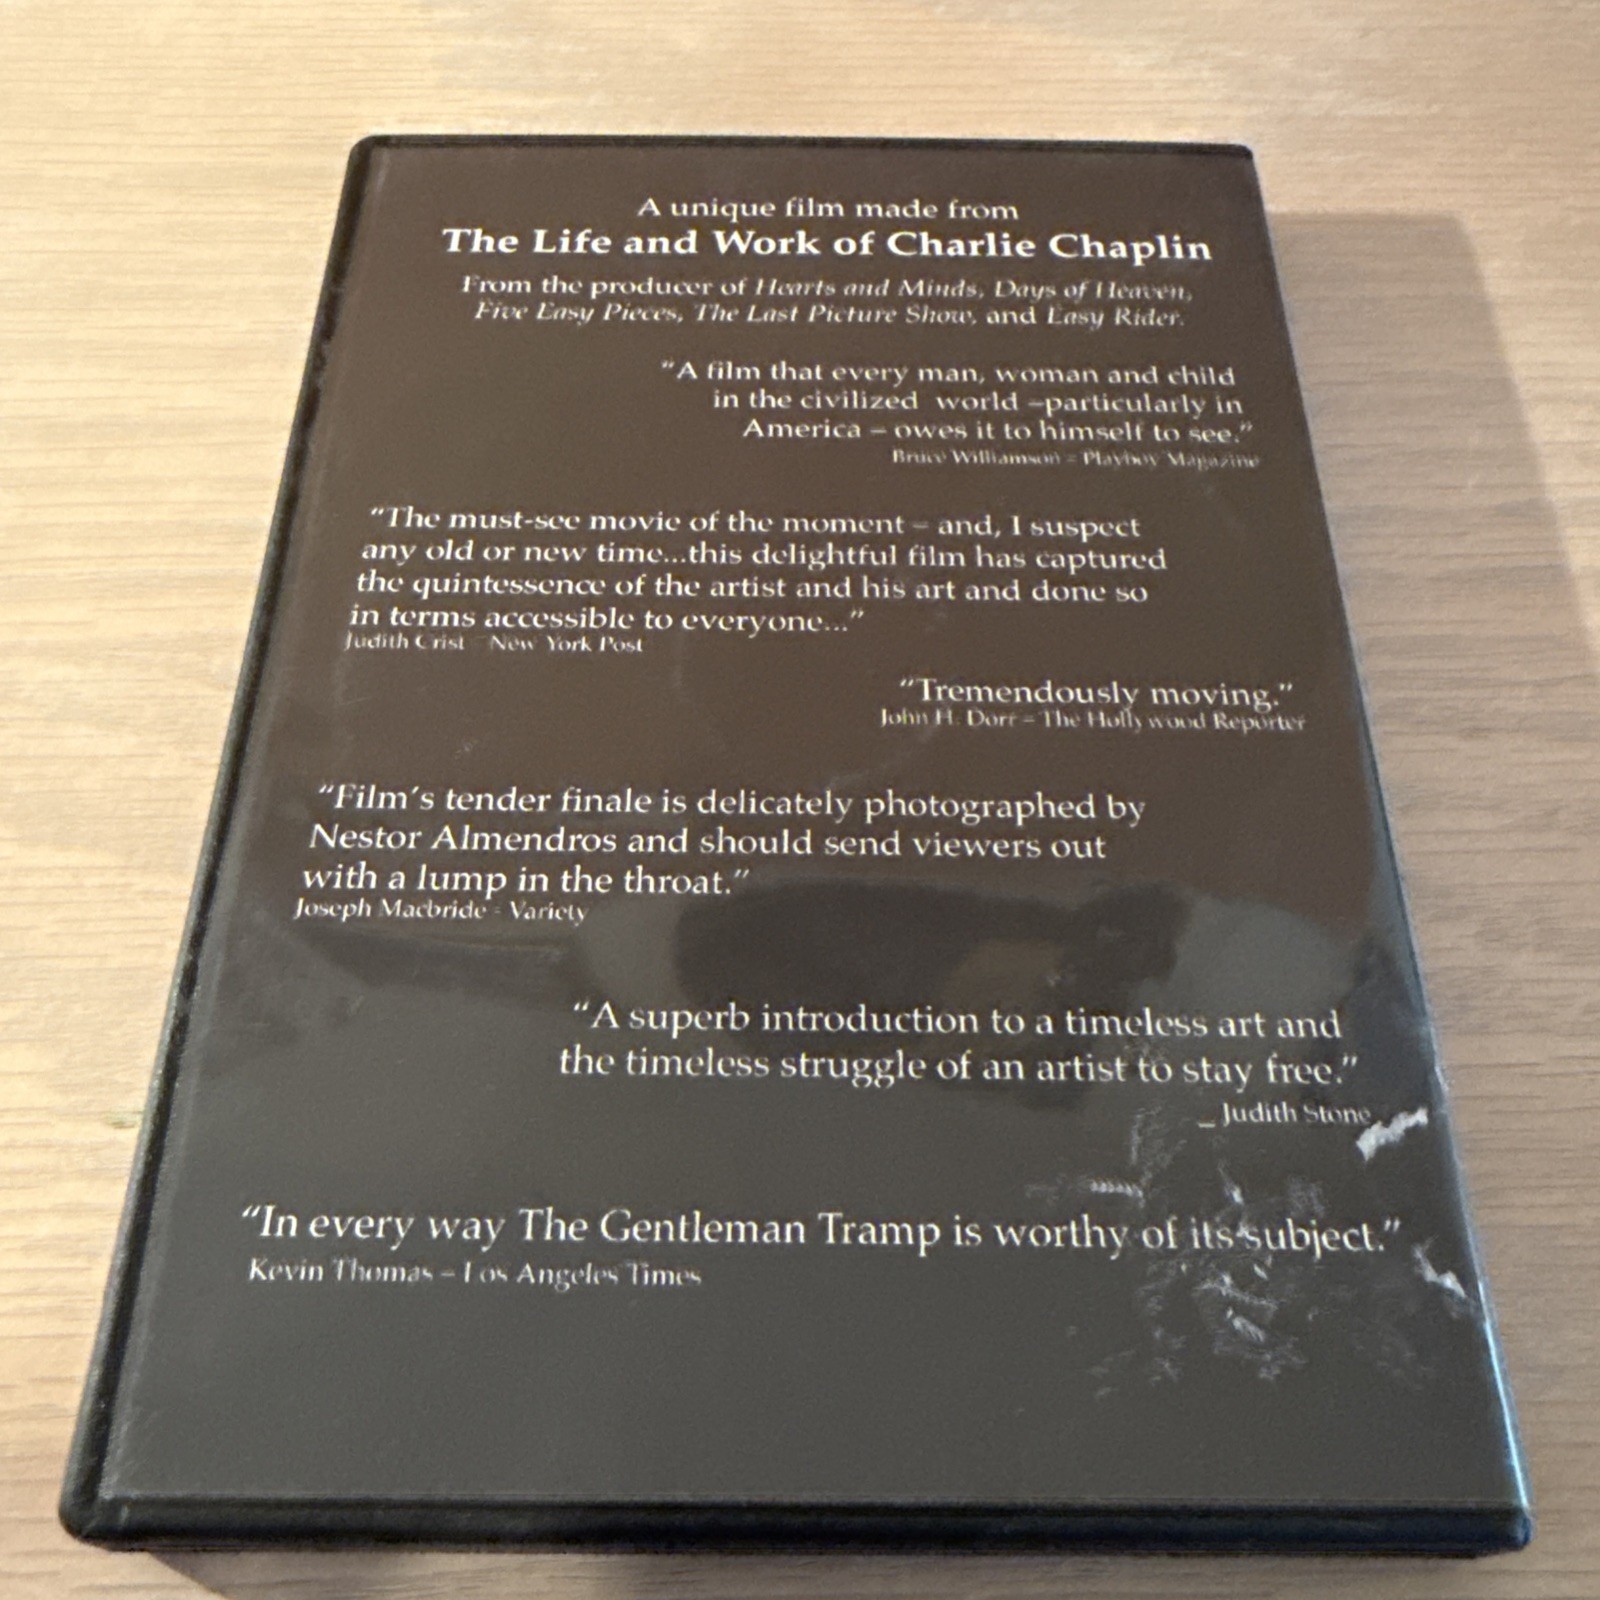 A unique film made from
The Life and Work of Charlie Chaplin
From the producer of Hearts and Minds, Days of Heaven,
Five Easy Pieces, The Last Picture Show, and Easy Rider.
“A film that every man, woman and child
in the civilized world –particularly in
America – owes it to himself to see.”
Bruce Williamson – Playboy Magazine
“The must-see movie of the moment – and, I suspect
any old or new time...this delightful film has captured
the quintessence of the artist and his art and done so
in terms accessible to everyone...”
Judith Crist – New York Post
“Tremendously moving.”
John H. Dorr – The Hollywood Reporter
“Film’s tender finale is delicately photographed by
Nestor Almendros and should send viewers out
with a lump in the throat.”
Joseph Macbride – Variety
“A superb introduction to a timeless art and
the timeless struggle of an artist to stay free.”
_ Judith Stone
“In every way The Gentleman Tramp is worthy of its subject.”
Kevin Thomas – Los Angeles Times